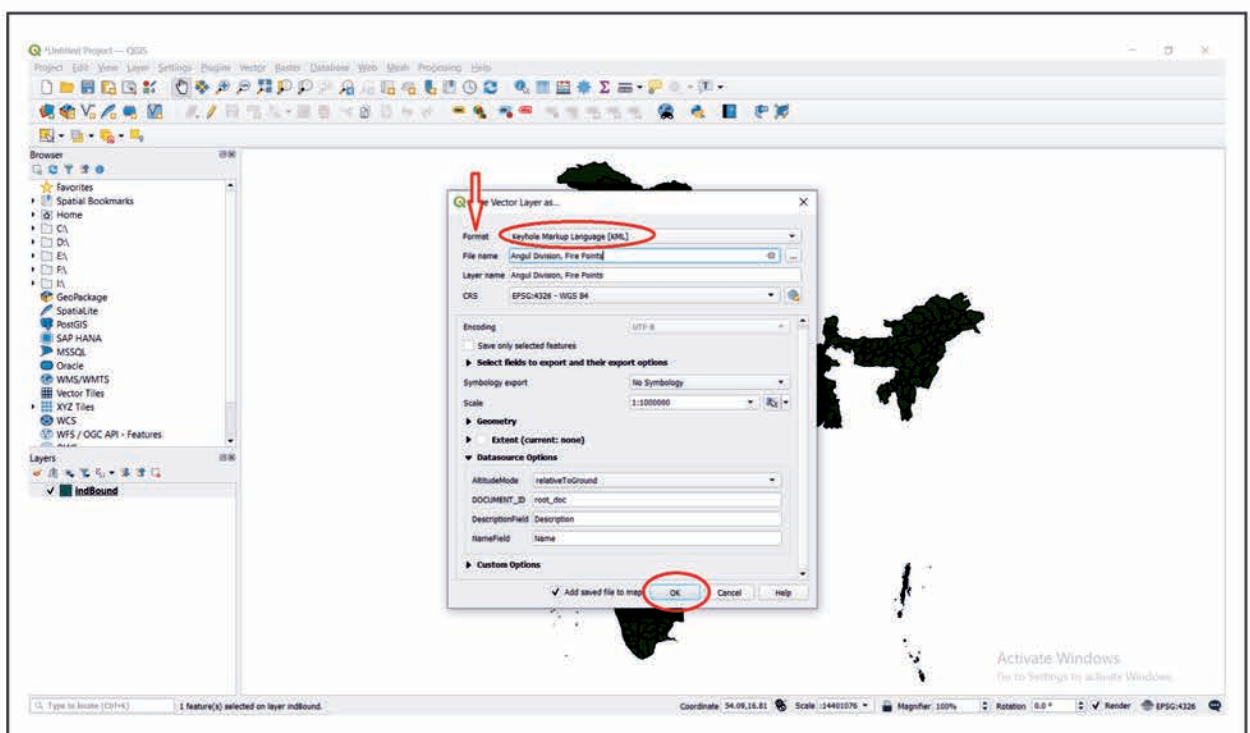 *Untitled Project — QGIS
Project Edit View Layer Settings Plugins Vector Raster Database Web Mesh Processing Help
Browser
Favorites
Spatial Bookmarks
Home
C:\
D:\
E:\
F:\
I:\
GeoPackage
SpatiaLite
PostGIS
SAP HANA
MSSQL
Oracle
WMS/WMTS
Vector Tiles
XYZ Tiles
WCS
WFS / OGC API - Features
Layers
indBound
Vector Layer as...
Format Keyhole Markup Language [KML]
File name Angul Division, Fire Points
Layer name Angul Division, Fire Points
CRS EPSG:4326 - WGS 84
Encoding UTF-8
Save only selected features
Select fields to export and their export options
Symbology export No Symbology
Scale 1:1000000
Geometry
Extent (current: none)
Datasource Options
AltitudeMode relativeToGround
DOCUMENT_ID root_doc
DescriptionField Description
NameField Name
Custom Options
Add saved file to map OK Cancel Help
Activate Windows
Go to Settings to activate Windows.
Type to locate (Ctrl+K) 1 feature(s) selected on layer indBound. Coordinate 54.09,16.81 Scale :14401076 Magnifier 100% Rotation 0.0 ° Render EPSG:4326